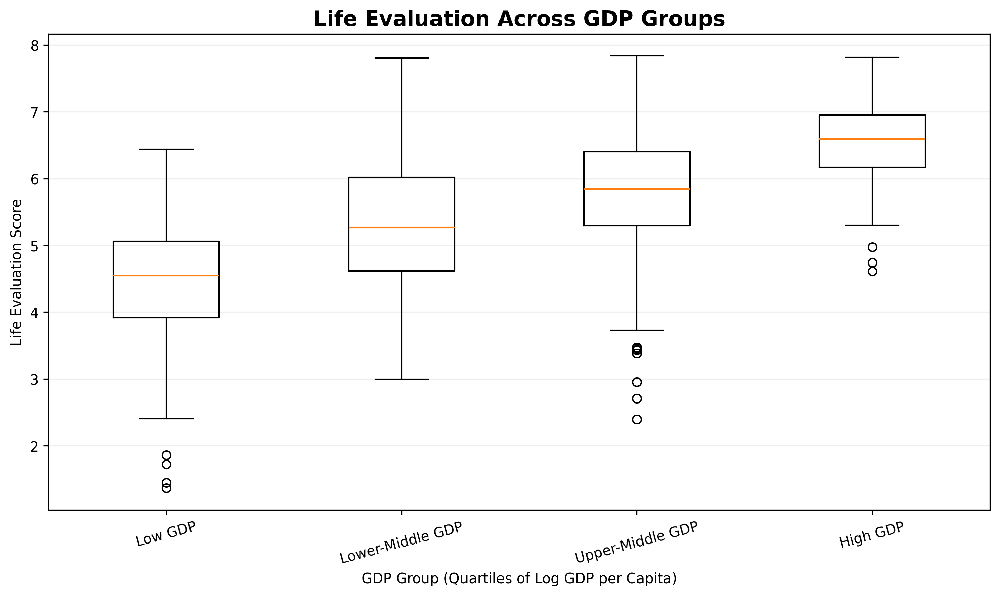 Life Evaluation Across GDP Groups
Life Evaluation Score
8
7
6
5
4
3
2
Low GDP
Lower-Middle GDP
Upper-Middle GDP
High GDP
GDP Group (Quartiles of Log GDP per Capita)